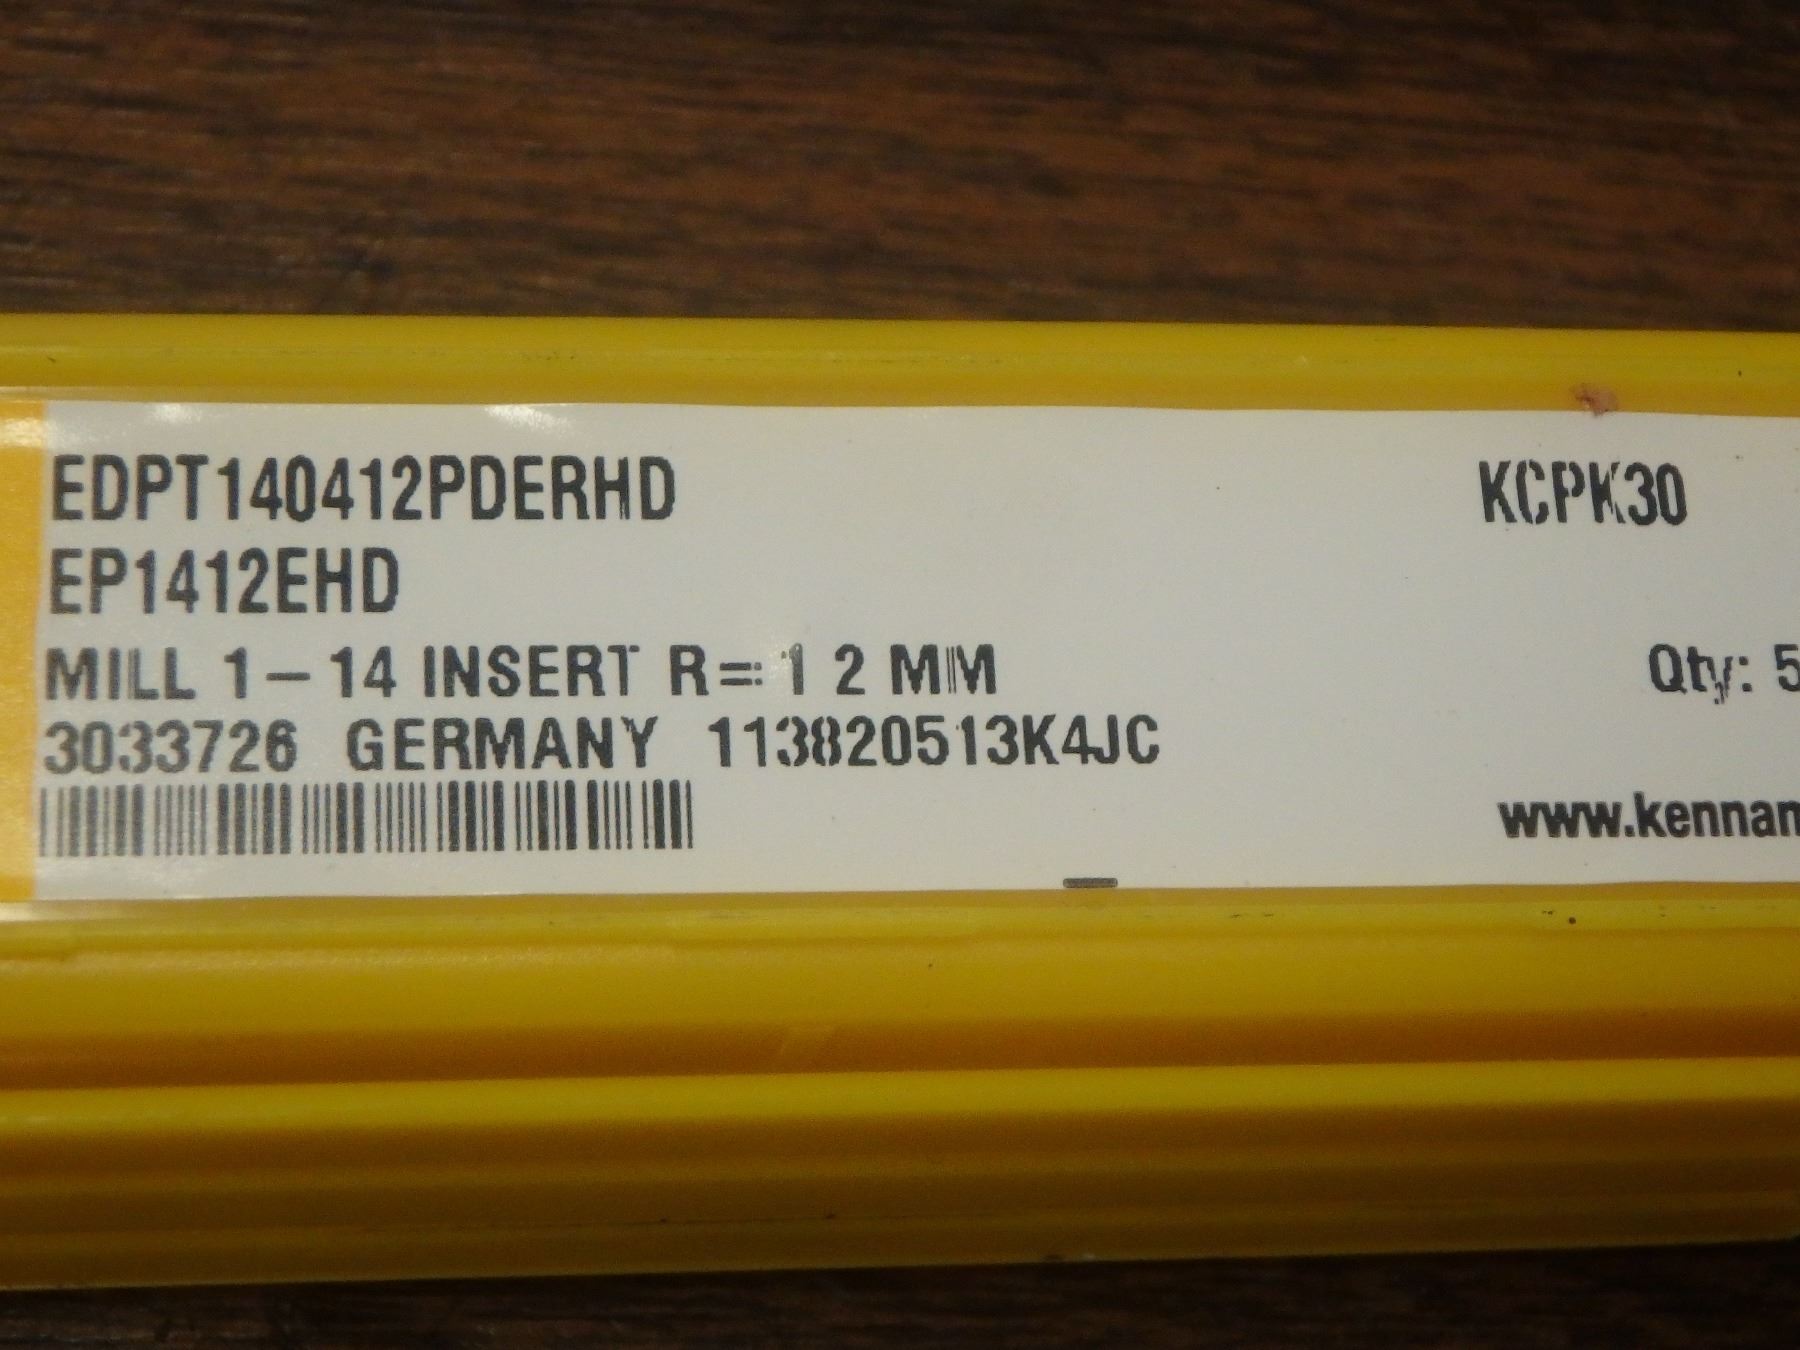 EDPT140412PDERHD KCPK30
EP1412EHD
MILL 1-14 INSERT R= 1 2 MM Qty: 5
3033726 GERMANY 113820513K4JC
www.kennam